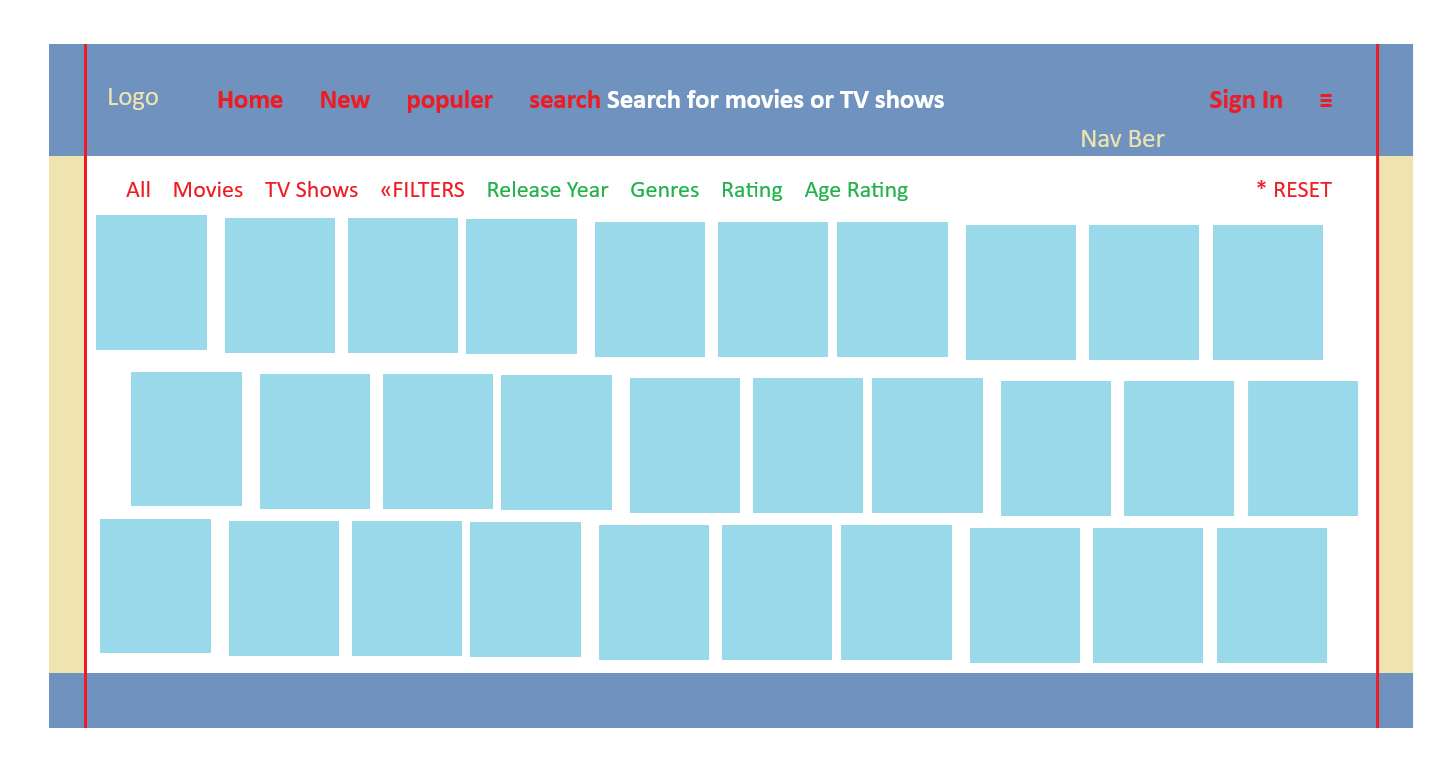 Logo Home New populer search Search for movies or TV shows Sign In ≡
Nav Ber
All Movies TV Shows «FILTERS Release Year Genres Rating Age Rating * RESET